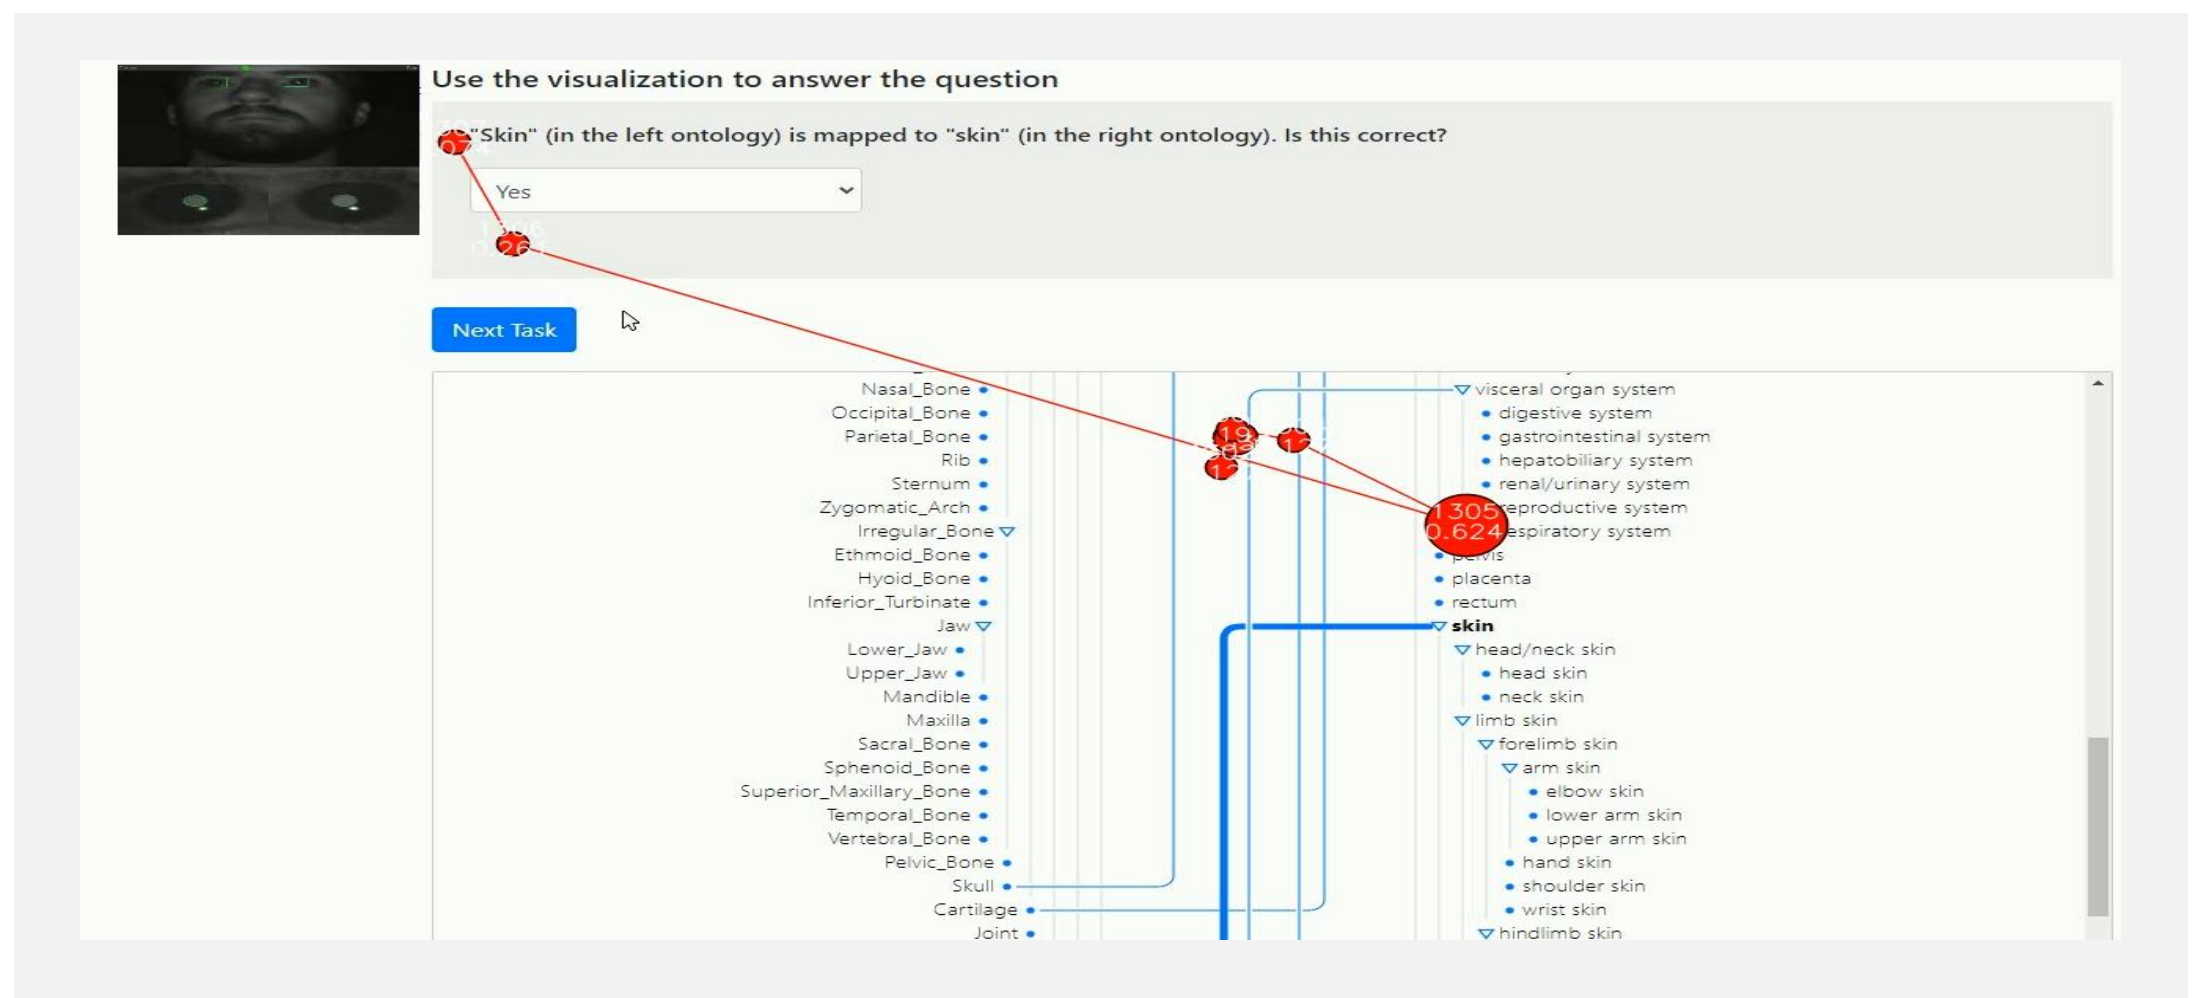 Use the visualization to answer the question
"Skin" (in the left ontology) is mapped to "skin" (in the right ontology). Is this correct?
Yes
1306
0.261
Next Task
Nasal_Bone
Occipital_Bone
Parietal_Bone
Rib
Sternum
Zygomatic_Arch
Irregular_Bone
Ethmoid_Bone
Hyoid_Bone
Inferior_Turbinate
Jaw
Lower_Jaw
Upper_Jaw
Mandible
Maxilla
Sacral_Bone
Sphenoid_Bone
Superior_Maxillary_Bone
Temporal_Bone
Vertebral_Bone
Pelvic_Bone
Skull
Cartilage
Joint
visceral organ system
digestive system
gastrointestinal system
hepatobiliary system
renal/urinary system
1305
0.624
eproductive system
espiratory system
pelvis
placenta
rectum
skin
head/neck skin
head skin
neck skin
limb skin
forelimb skin
arm skin
elbow skin
lower arm skin
upper arm skin
hand skin
shoulder skin
wrist skin
hindlimb skin